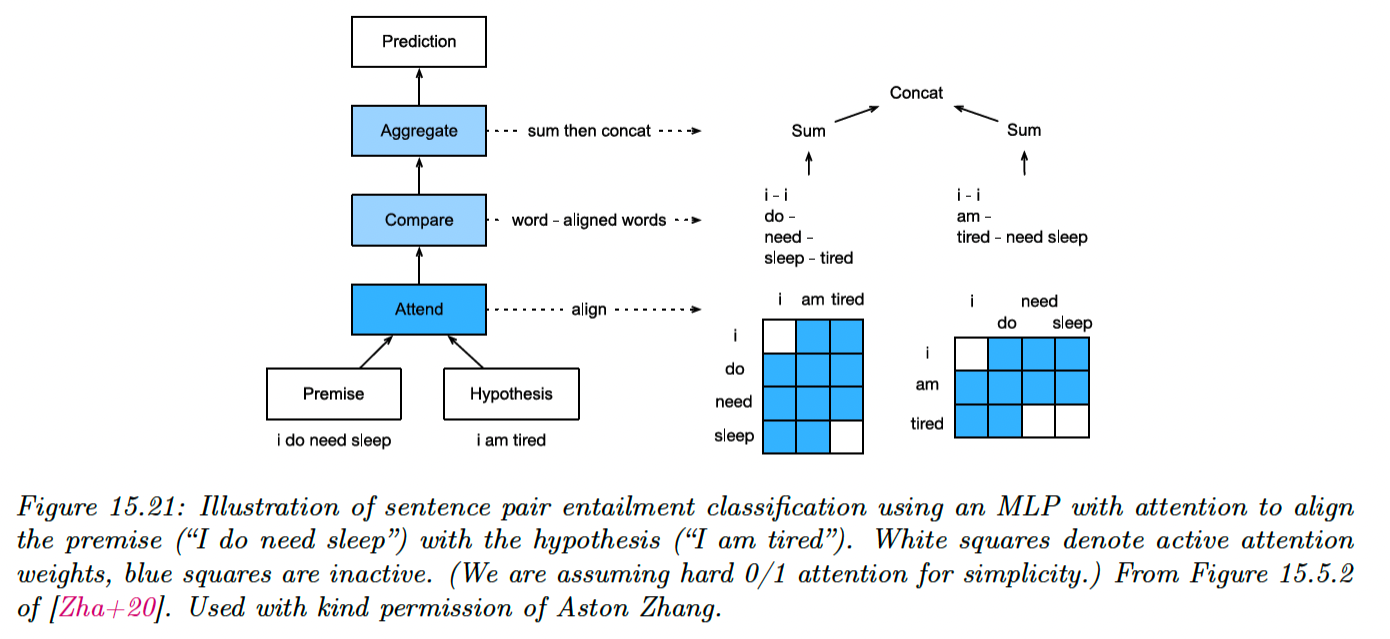 Prediction
Aggregate
sum then concat
Compare
word – aligned words
Attend
align
Premise
Hypothesis
i do need sleep
i am tired
Concat
Sum
Sum
i – i
do –
need –
sleep – tired
i – i
am –
tired – need sleep
i am tired
i
do
need
sleep
i need
do sleep
i
am
tired
Figure 15.21: Illustration of sentence pair entailment classification using an MLP with attention to align
the premise (“I do need sleep”) with the hypothesis (“I am tired”). White squares denote active attention
weights, blue squares are inactive. (We are assuming hard 0/1 attention for simplicity.) From Figure 15.5.2
of [Zha+20]. Used with kind permission of Aston Zhang.